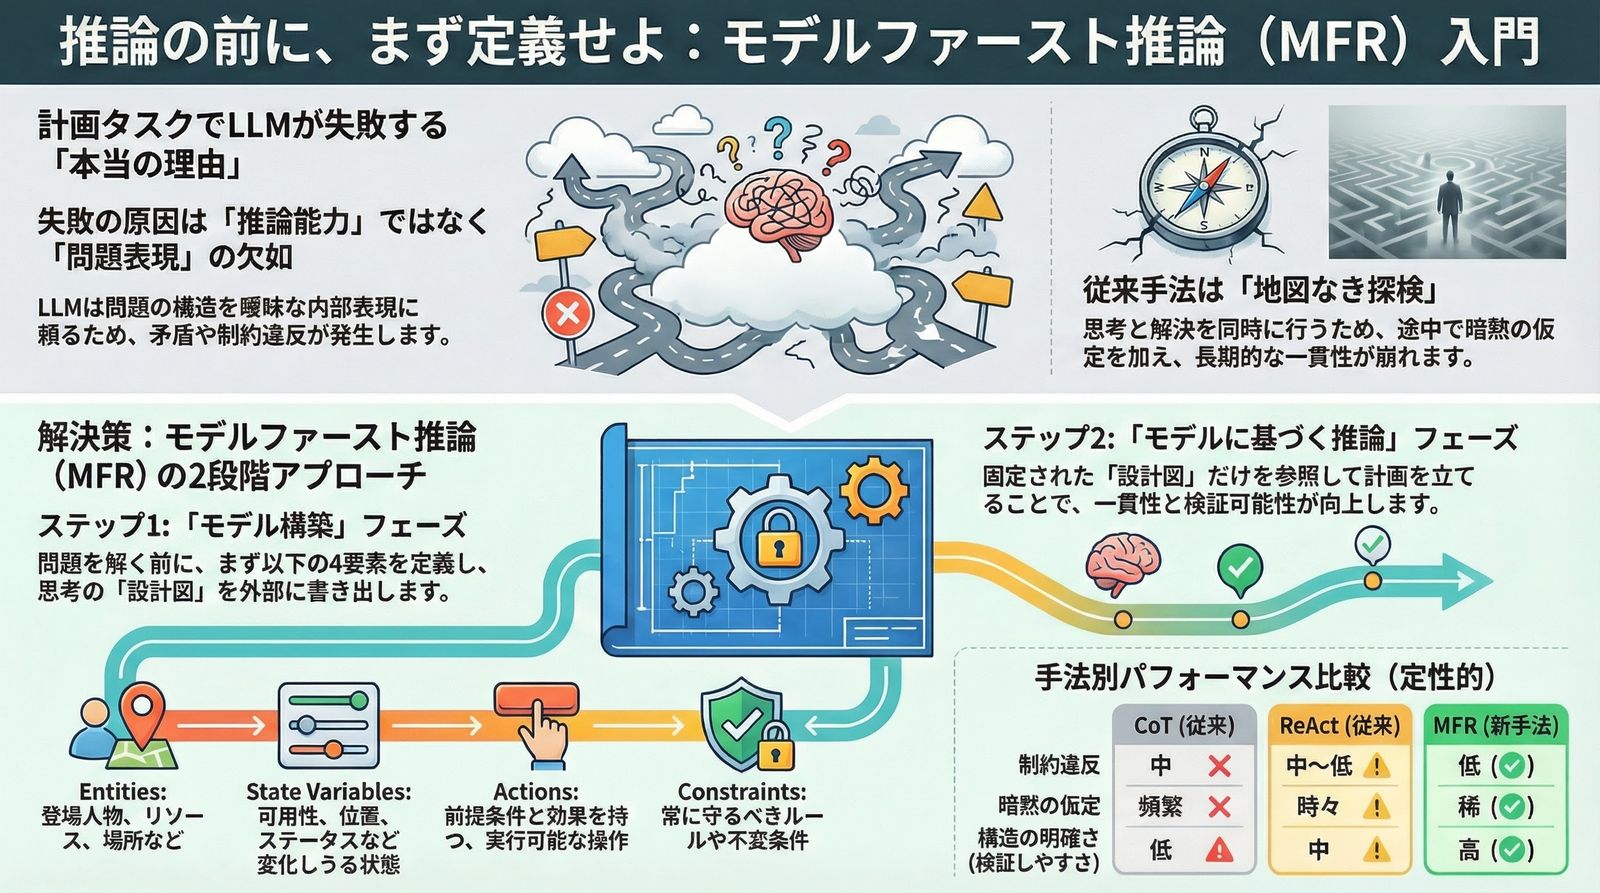 推論の前に、まず定義せよ：モデルファースト推論（MFR）入門
計画タスクでLLMが失敗する
「本当の理由」
失敗の原因は「推論能力」ではなく
「問題表現」の欠如
LLMは問題の構造を曖昧な内部表現に
頼るため、矛盾や制約違反が発生します。
N
W
E
S
従来手法は「地図なき探検」
思考と解決を同時に行うため、途中で暗黙の仮
定を加え、長期的な一貫性が崩れます。
解決策：モデルファースト推論
（MFR）の2段階アプローチ
ステップ1:「モデル構築」フェーズ
問題を解く前に、まず以下の4要素を定義し、
思考の「設計図」を外部に書き出します。
Entities:
登場人物、リソー
ス、場所など
State Variables:
可用性、位置、
ステータスなど
変化しうる状態
Actions:
前提条件と効果を持
つ、実行可能な操作
Constraints:
常に守るべきルー
ルや不変条件
ステップ2:「モデルに基づく推論」フェーズ
固定された「設計図」だけを参照して計画を立て
ることで、一貫性と検証可能性が向上します。
手法別パフォーマンス比較（定性的）
CoT (従来) ReAct (従来) MFR (新手法)
制約違反 中 中〜低 低
暗黙の仮定 頻繁 時々 稀
構造の明確さ
(検証しやすさ) 低 中 高